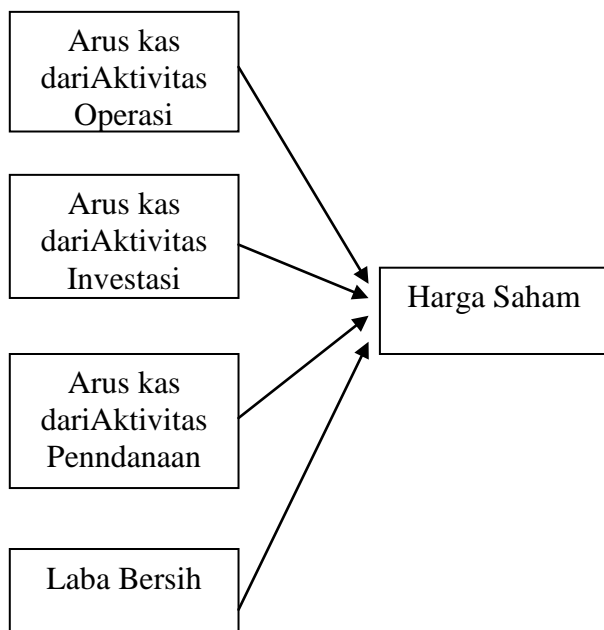 Arus kas
dariAktivitas
Operasi
Arus kas
dariAktivitas
Investasi
Harga Saham
Arus kas
dariAktivitas
Penndanaan
Laba Bersih